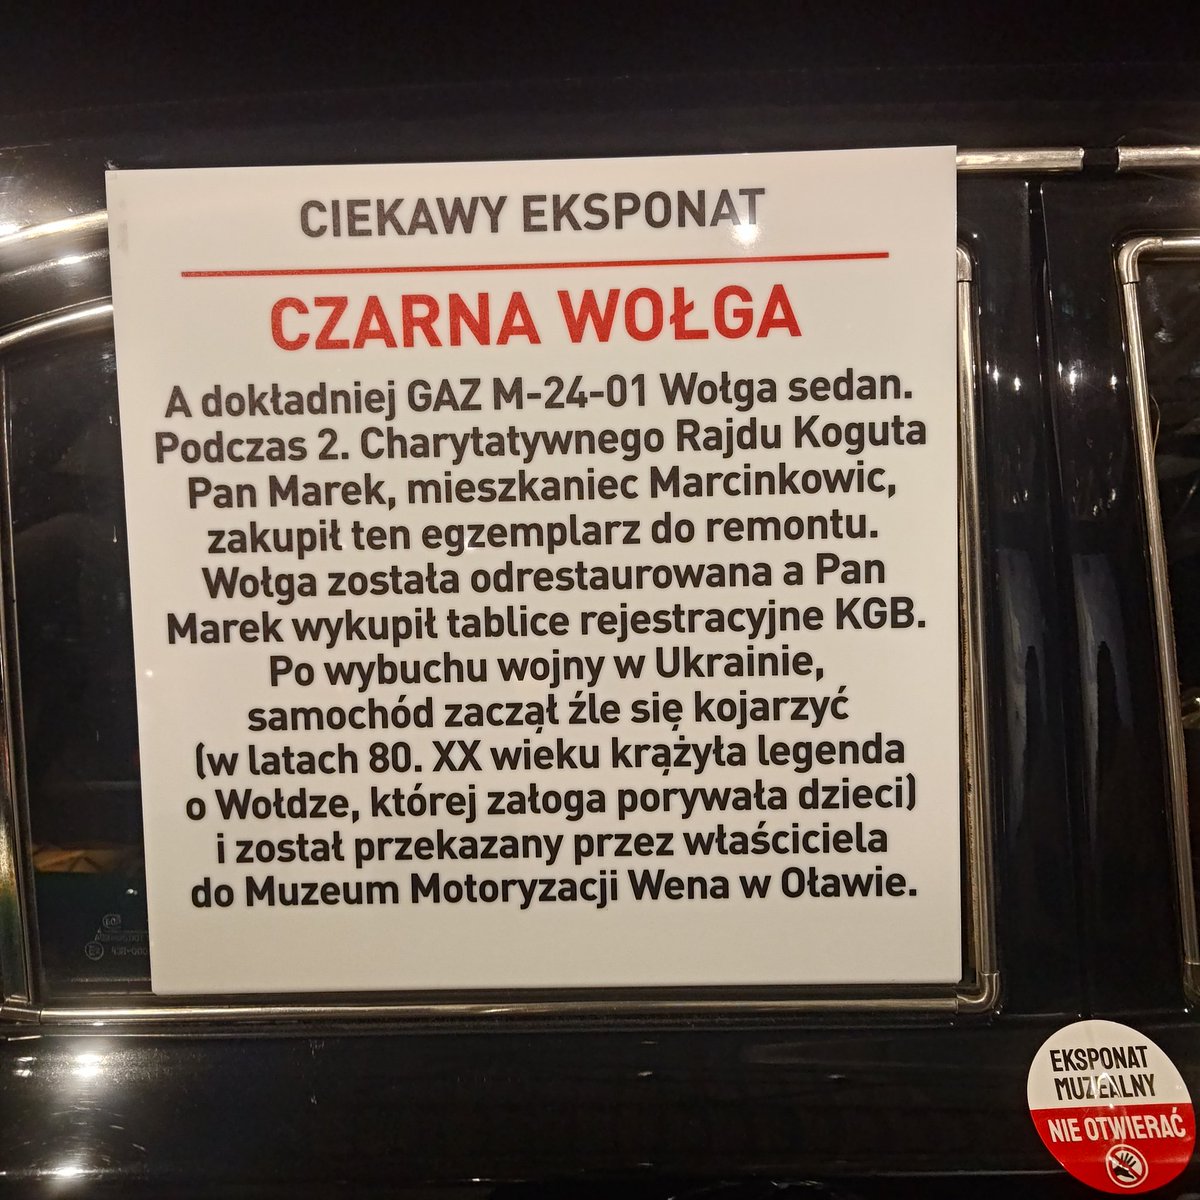 CIEKAWY EKSPONAT
CZARNA WOŁGA
A dokładniej GAZ M-24-01 Wołga sedan.
Podczas 2. Charytatywnego Rajdu Koguta
Pan Marek, mieszkaniec Marcinkowic,
zakupił ten egzemplarz do remontu.
Wołga została odrestaurowana a Pan
Marek wykupił tablice rejestracyjne KGB.
Po wybuchu wojny w Ukrainie,
samochód zaczął źle się kojarzyć
(w latach 80. XX wieku krążyła legenda
o Wołdze, której załoga porywała dzieci)
i został przekazany przez właściciela
do Muzeum Motoryzacji Wena w Oławie.
EKSPONAT
MUZEALNY
NIE OTWIERAĆ